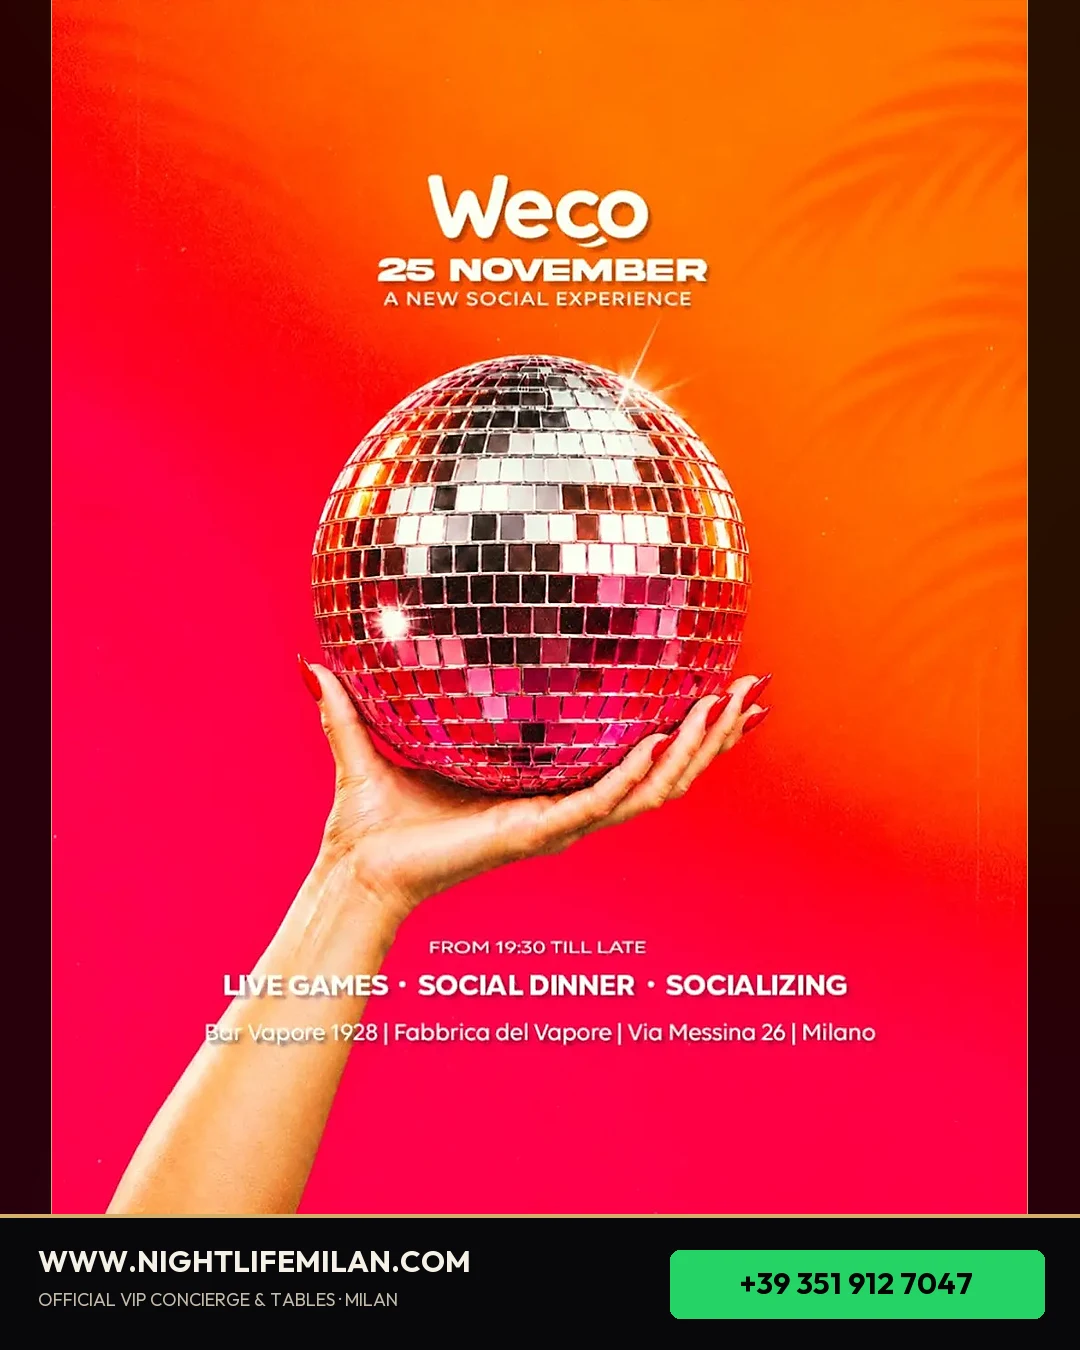 Weco
25 NOVEMBER
A NEW SOCIAL EXPERIENCE
FROM 19:30 TILL LATE
LIVE GAMES • SOCIAL DINNER • SOCIALIZING
Bar Vapore 1928 | Fabbrica del Vapore | Via Messina 26 | Milano
WWW.NIGHTLIFEMILAN.COM
OFFICIAL VIP CONCIERGE & TABLES · MILAN
+39 351 912 7047